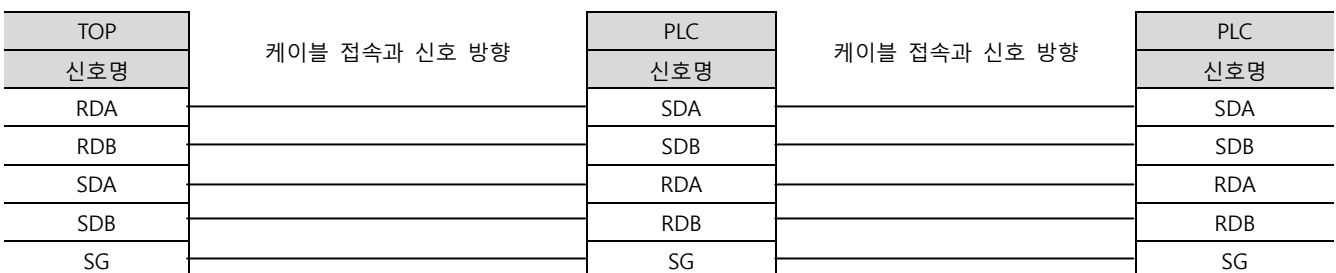 TOP 케이블 접속과 신호 방향 PLC 케이블 접속과 신호 방향 PLC
신호명 신호명 신호명
RDA SDA SDA
RDB SDB SDB
SDA RDA RDA
SDB RDB RDB
SG SG SG